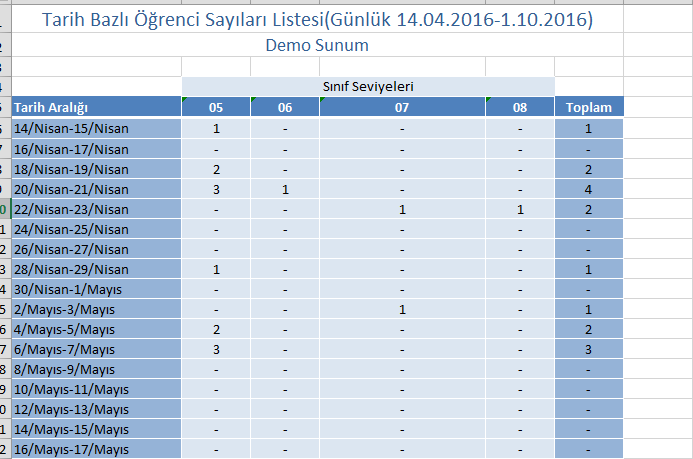 Tarih Bazlı Öğrenci Sayıları Listesi(Günlük 14.04.2016-1.10.2016)
Demo Sunum
Sınıf Seviyeleri
Tarih Aralığı 05 06 07 08 Toplam
14/Nisan-15/Nisan 1 - - - 1
16/Nisan-17/Nisan - - - - -
18/Nisan-19/Nisan 2 - - - 2
20/Nisan-21/Nisan 3 1 - - 4
22/Nisan-23/Nisan - - 1 1 2
24/Nisan-25/Nisan - - - - -
26/Nisan-27/Nisan - - - - -
28/Nisan-29/Nisan 1 - - - 1
30/Nisan-1/Mayıs - - - - -
2/Mayıs-3/Mayıs - - 1 - 1
4/Mayıs-5/Mayıs 2 - - - 2
6/Mayıs-7/Mayıs 3 - - - 3
8/Mayıs-9/Mayıs - - - - -
10/Mayıs-11/Mayıs - - - - -
12/Mayıs-13/Mayıs - - - - -
14/Mayıs-15/Mayıs - - - - -
16/Mayıs-17/Mayıs - - - - -